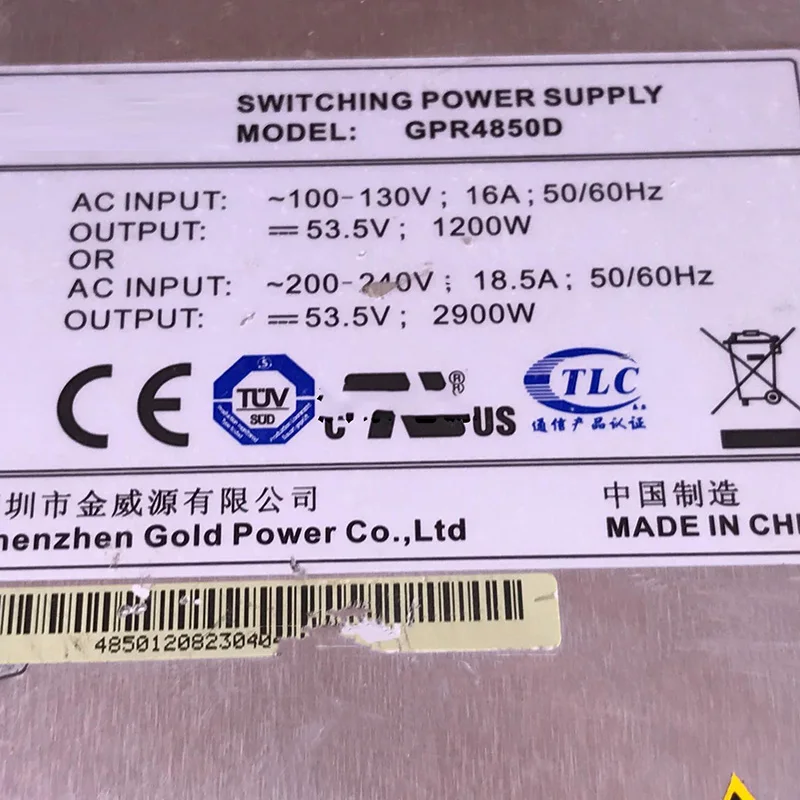 SWITCHING POWER SUPPLY
MODEL: GPR4850D
AC INPUT: ~100-130V; 16A; 50/60Hz
OUTPUT: ⎓53.5V; 1200W
OR
AC INPUT: ~200-240V; 18.5A; 50/60Hz
OUTPUT: ⎓53.5V; 2900W
CE
TÜV
SÜD
C US
®
TLC
通信产品认证
圳市金威源有限公司
henzhen Gold Power Co.,Ltd
中国制造
MADE IN CHI
4850120823040